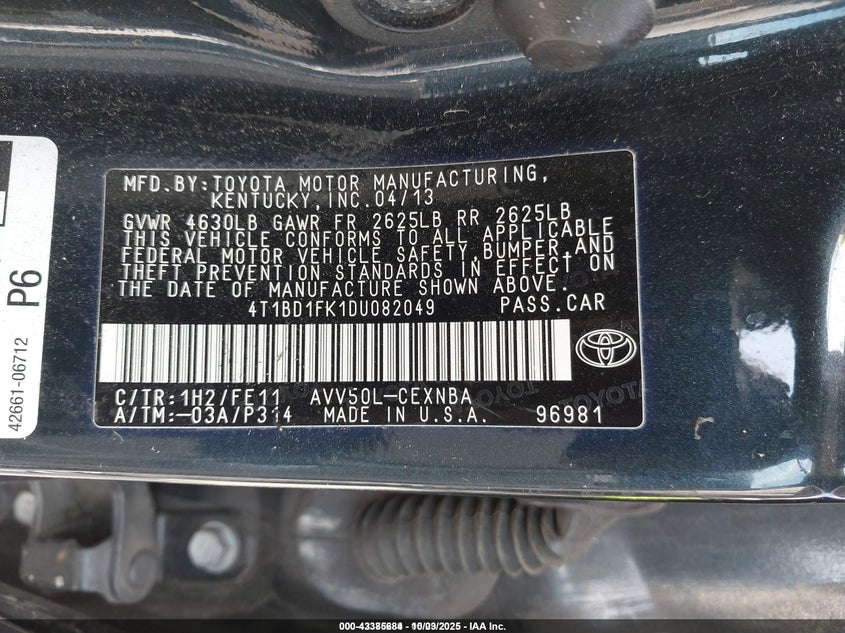 MFD.BY:TOYOTA MOTOR MANUFACTURING,
KENTUCKY,INC.04/13
GVWR 4630LB GAWR FR 2625LB RR 2625LB
THIS VEHICLE CONFORMS TO ALL APPLICABLE
FEDERAL MOTOR VEHICLE SAFETY,BUMPER,AND
THEFT PREVENTION STANDARDS IN EFFECT ON
THE DATE OF MANUFACTURE SHOWN ABOVE.
4T1BD1FK1DU082049 PASS.CAR
C/TR:1H2/FE11 AVV50L-CEXNBA
A/TM:-03A/P314 MADE IN U.S.A. 96981
P6
42661-06712
TOYOTA
IAA Inc.